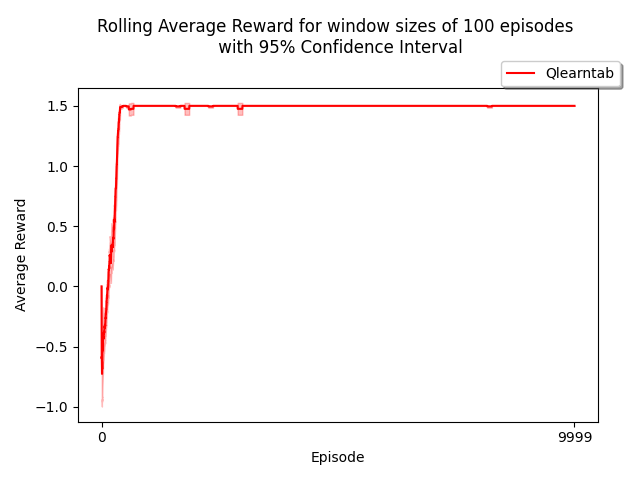 Rolling Average Reward for window sizes of 100 episodes
with 95% Confidence Interval
Qlearntab
1.5
1.0
0.5
0.0
−0.5
−1.0
Average Reward
0
9999
Episode